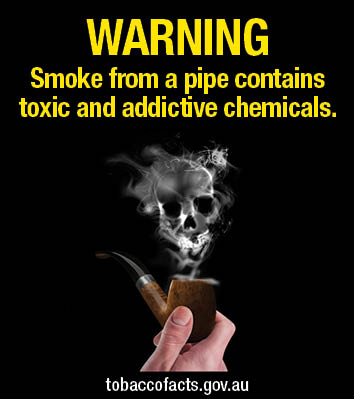 WARNING
Smoke from a pipe contains
toxic and addictive chemicals.
tobaccofacts.gov.au